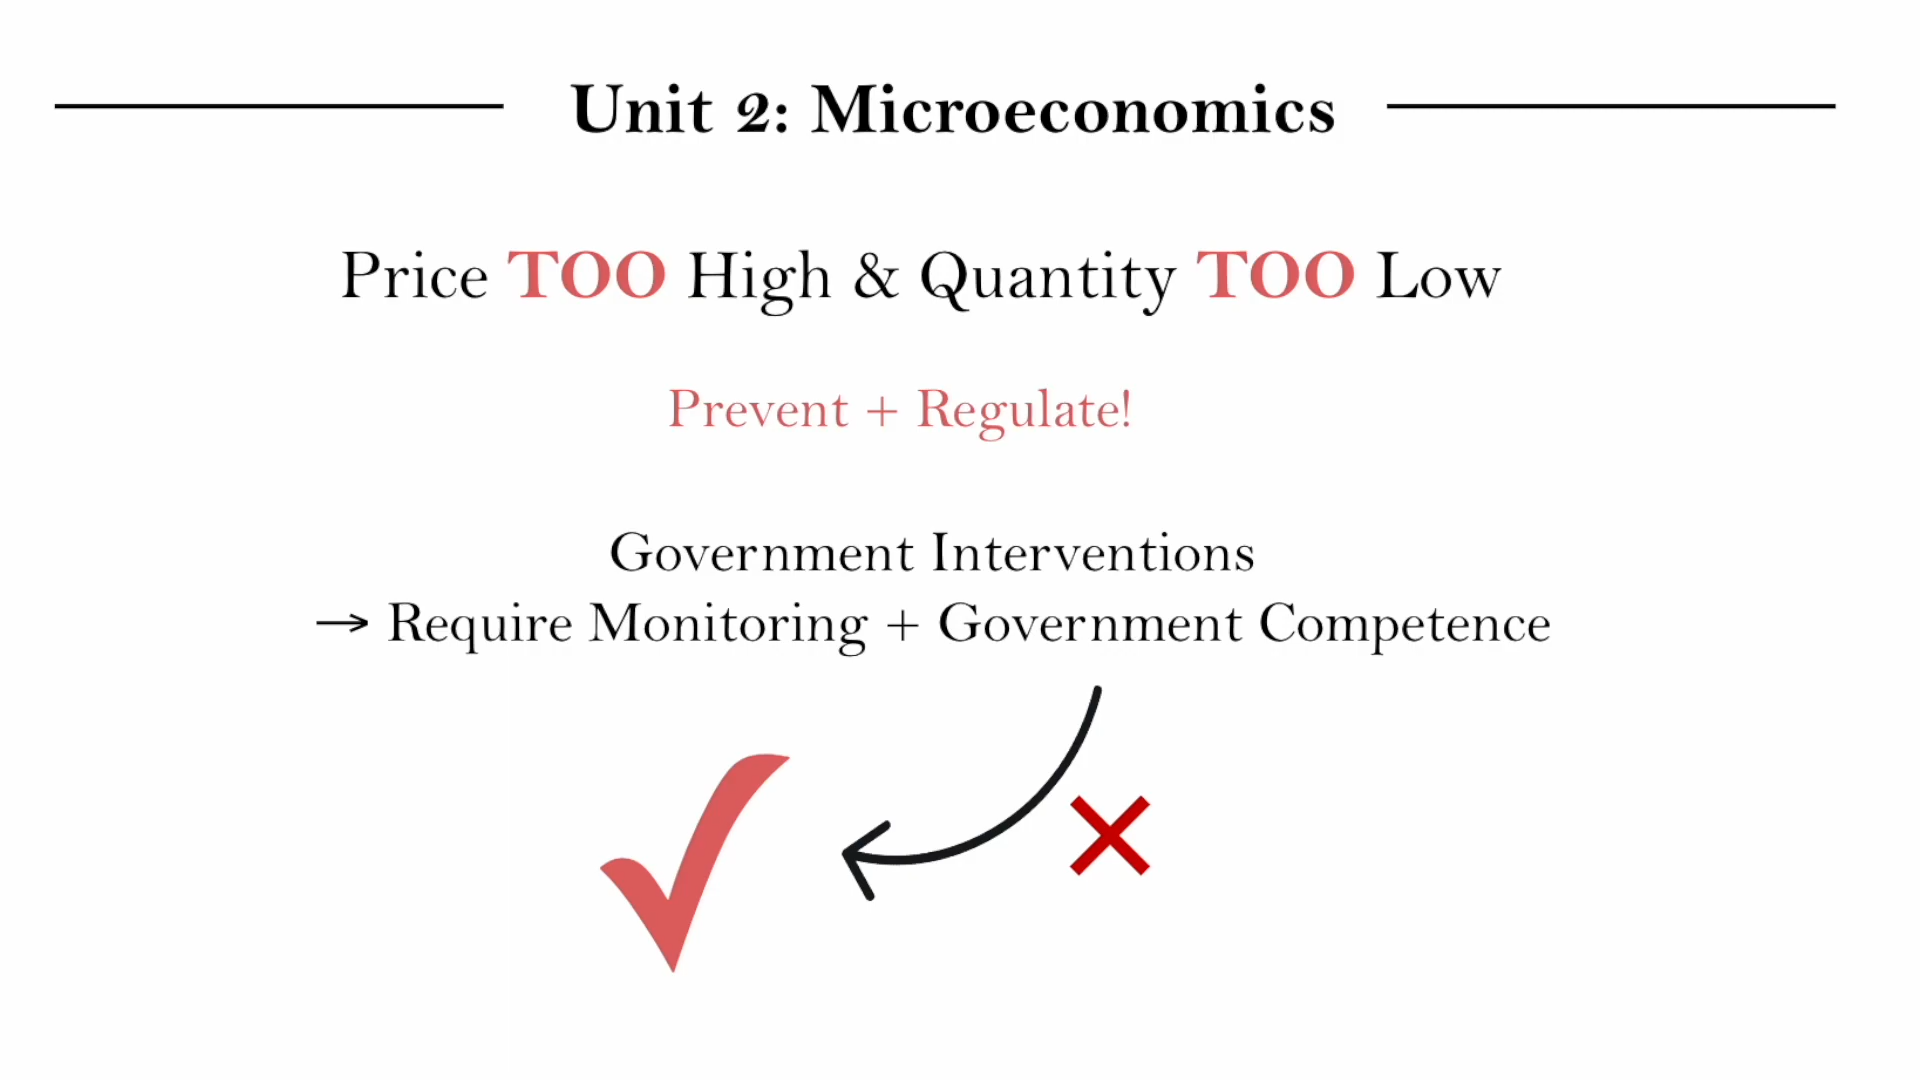 Unit 2: Microeconomics
Price TOO High & Quantity TOO Low
Prevent + Regulate!
Government Interventions
→ Require Monitoring + Government Competence